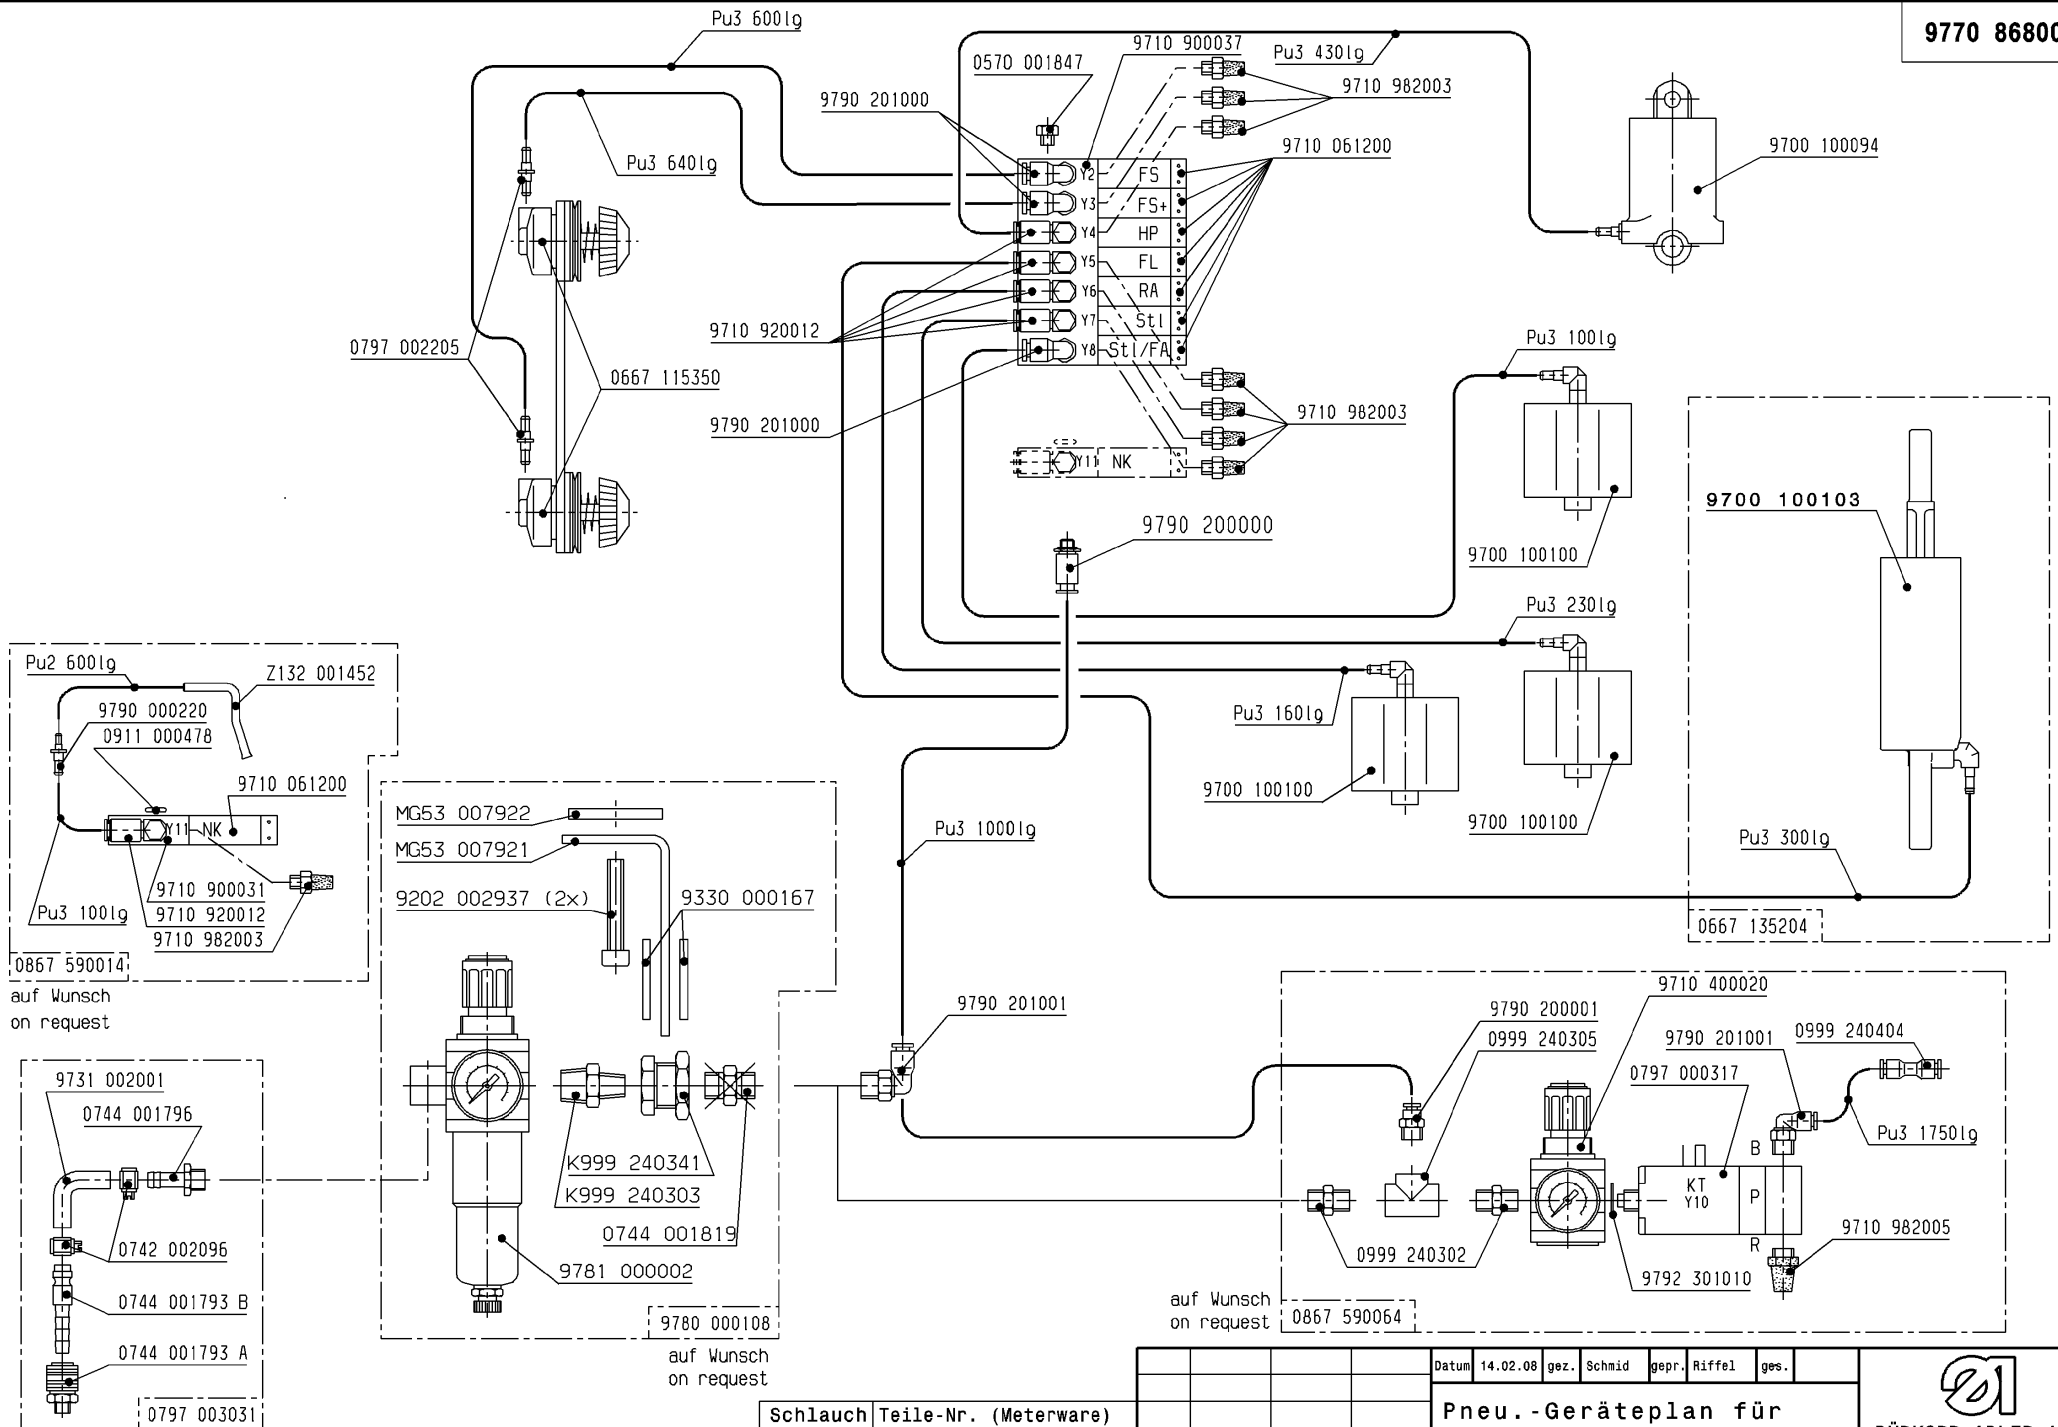 Pu3 600lg
9770 86800
9710 900037
Pu3 430lg
0570 001847
9790 201000
9710 982003
Pu3 640lg
9710 061200
9700 100094
Y2 FS
Y3 FS+
Y4 HP
Y5 FL
Y6 RA
Y7 Stl
Y8 Stl/FA
9710 920012
0797 002205
0667 115350
9790 201000
Pu3 100lg
9710 982003
Y11 NK
9700 100103
9790 200000
9700 100100
Pu3 230lg
Pu2 600lg
Z132 001452
9790 000220
0911 000478
Pu3 160lg
9710 061200
9700 100100
9700 100100
Y11 NK
MG53 007922
MG53 007921
Pu3 1000lg
Pu3 300lg
9710 900031
9202 002937 (2x)
9330 000167
Pu3 100lg
9710 920012
9710 982003
0667 135204
0867 590014
auf Wunsch
on request
9790 201001
9710 400020
9790 200001
0999 240305
9790 201001
0999 240404
0797 000317
9731 002001
0744 001796
Pu3 1750lg
B
K999 240341
K999 240303
KT
Y10
P
R
0744 001819
0742 002096
0999 240302
9710 982005
9781 000002
9792 301010
0744 001793 B
9780 000108
auf Wunsch
on request
0867 590064
auf Wunsch
on request
0744 001793 A
0797 003031
Datum 14.02.08 gez. Schmid gepr. Riffel ges.
Schlauch Teile-Nr. (Meterware)
Pneu.-Geräteplan für